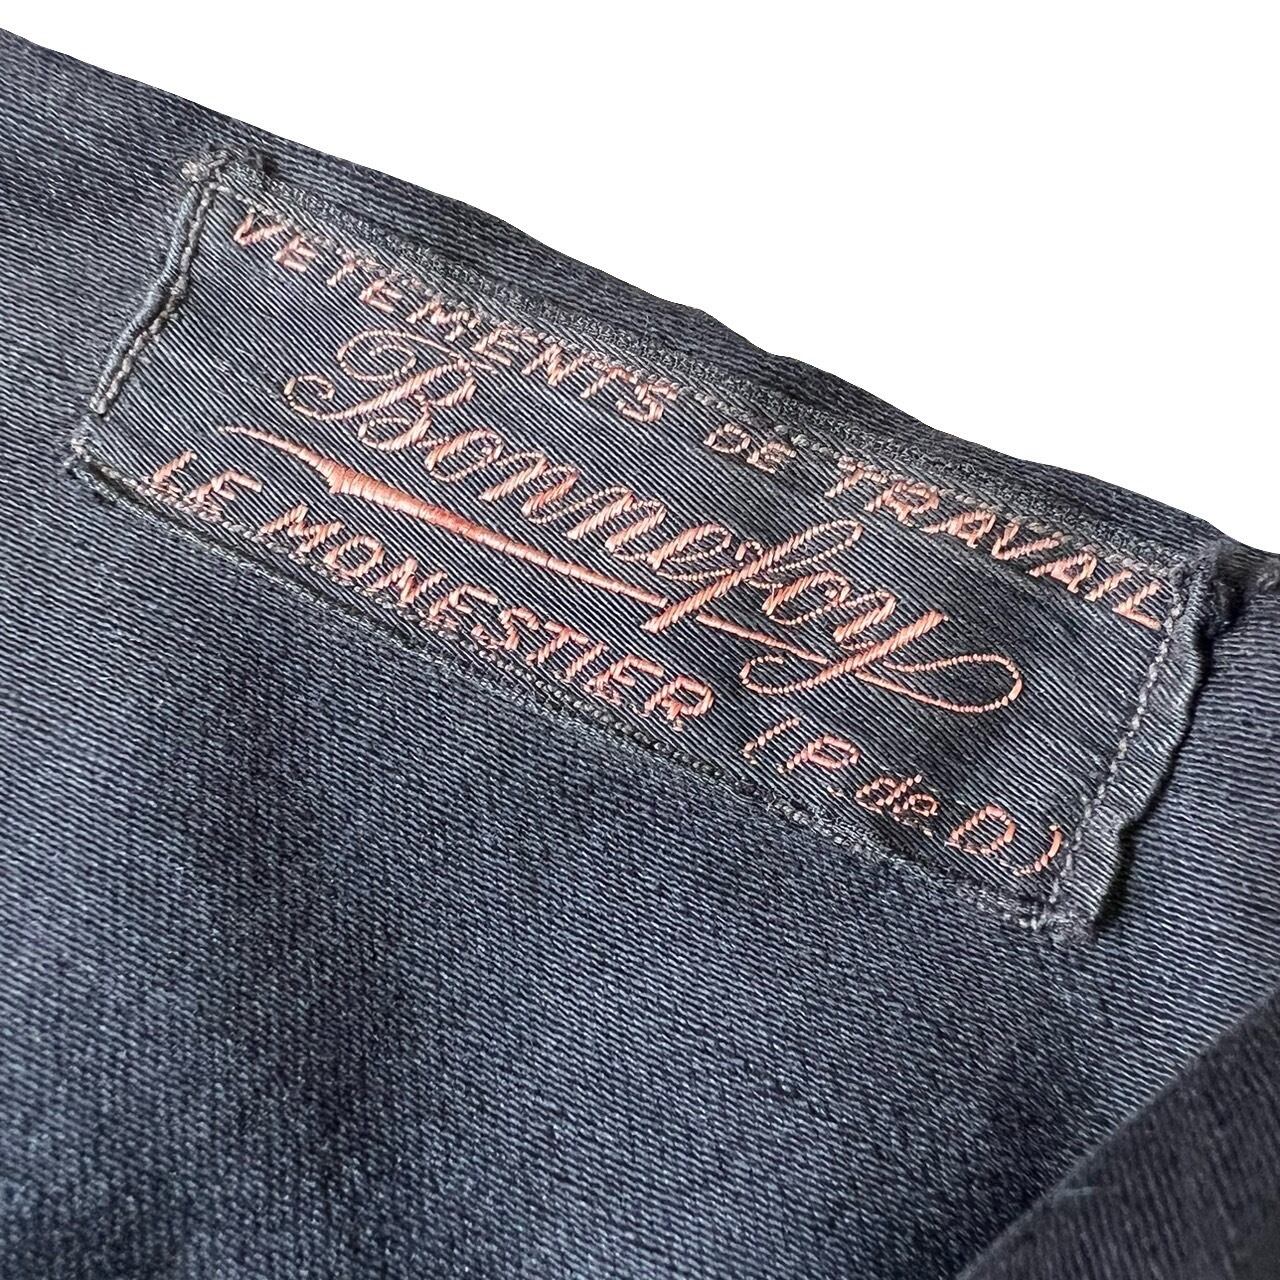 VETEMENTS DE TRAVAIL
Bonnefoy
LE MONESTIER (P. de D.)